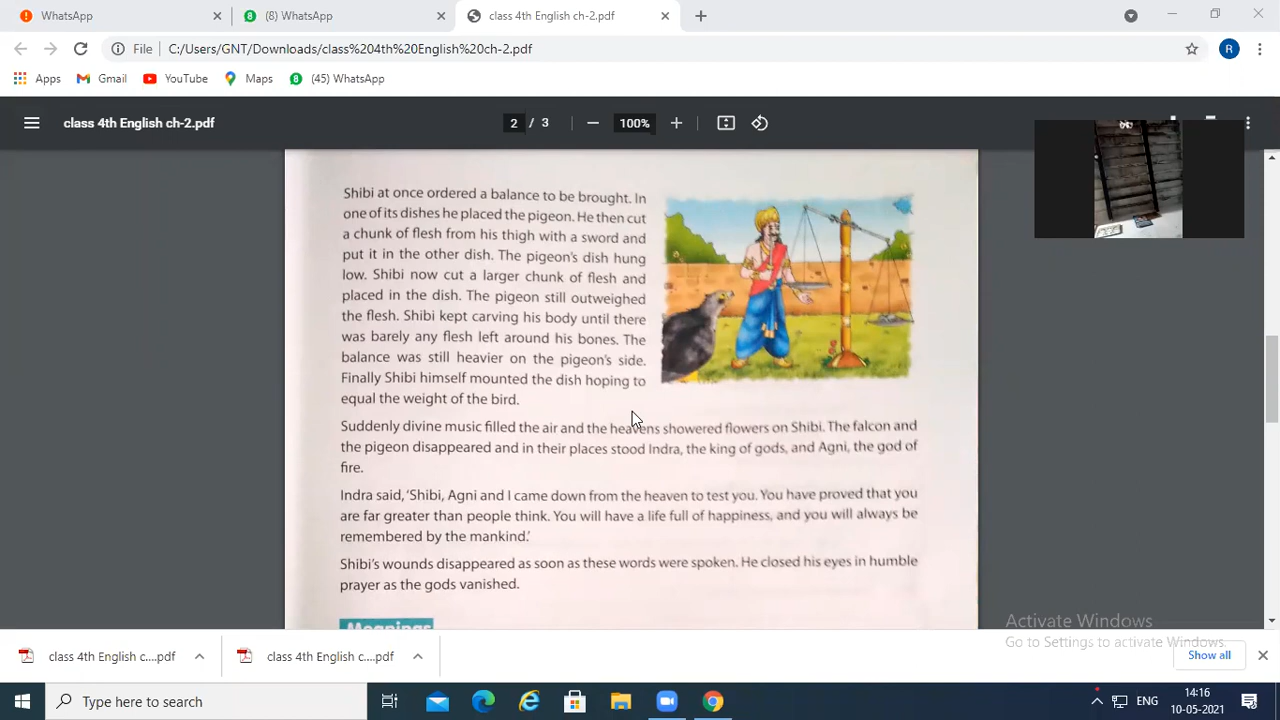 WhatsApp
(8) WhatsApp
class 4th English ch-2.pdf
File
C:/Users/GNT/Downloads/class%204th%20English%20ch-2.pdf
R
Apps
Gmail
YouTube
Maps
(45) WhatsApp
class 4th English ch-2.pdf
2 / 3
100%
Shibi at once ordered a balance to be brought. In
one of its dishes he placed the pigeon. He then cut
a chunk of flesh from his thigh with a sword and
put it in the other dish. The pigeon's dish hung
low. Shibi now cut a larger chunk of flesh and
placed in the dish. The pigeon still outweighed
the flesh. Shibi kept carving his body until there
was barely any flesh left around his bones. The
balance was still heavier on the pigeon's side.
Finally Shibi himself mounted the dish hoping to
equal the weight of the bird.
Suddenly divine music filled the air and the heavens showered flowers on Shibi. The falcon and
the pigeon disappeared and in their places stood Indra, the king of gods, and Agni, the god of
fire.
Indra said, 'Shibi, Agni and I came down from the heaven to test you. You have proved that you
are far greater than people think. You will have a life full of happiness, and you will always be
remembered by the mankind.'
Shibi's wounds disappeared as soon as these words were spoken. He closed his eyes in humble
prayer as the gods vanished.
Meanings
Activate Windows
Go to Settings to activate Windows.
class 4th English c....pdf
class 4th English c....pdf
Show all
Type here to search
ENG
14:16
10-05-2021